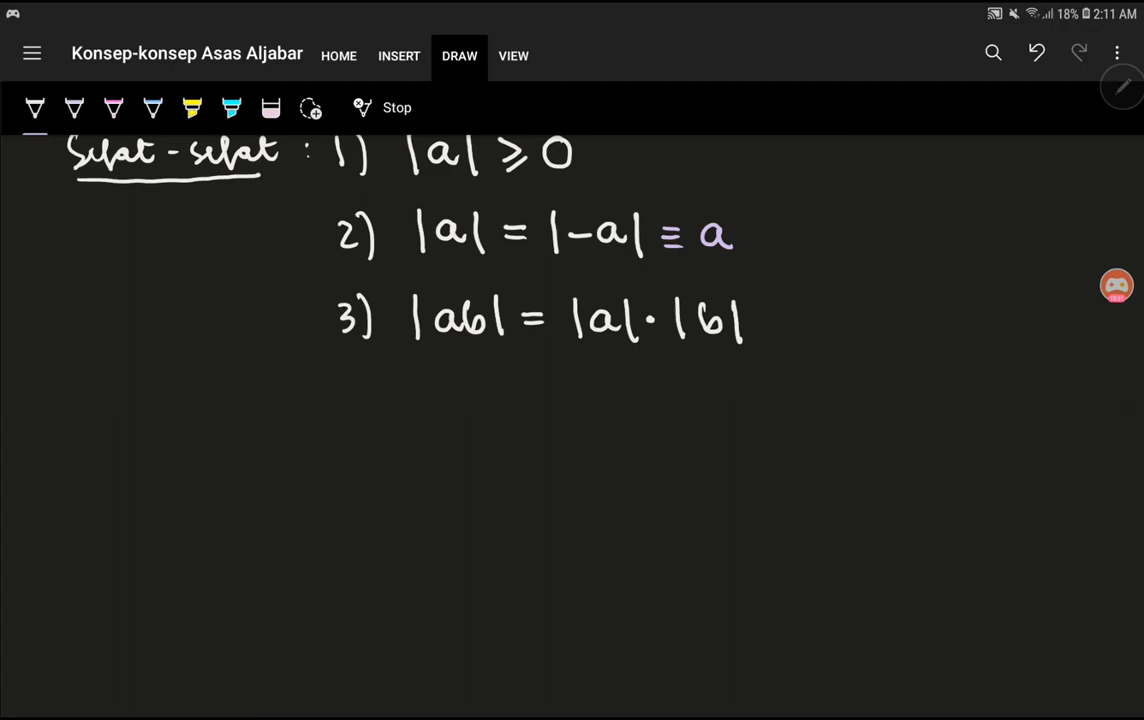 18% 2:11 AM
Konsep-konsep Asas Aljabar HOME INSERT DRAW VIEW
Stop
Sifat-sifat : 1) |a| ⩾ 0
2) |a| = |-a| ≡ a
3) |ab| = |a|·|b|